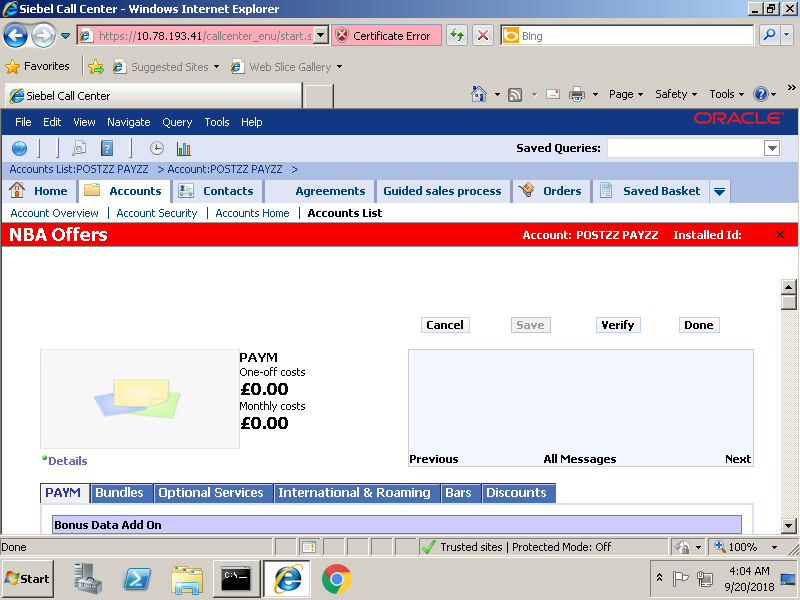 Siebel Call Center - Windows Internet Explorer
https://10.78.193.41/callcenter_enu/start.s
Certificate Error
Bing
Favorites
Suggested Sites
Web Slice Gallery
Siebel Call Center
Page
Safety
Tools
File Edit View Navigate Query Tools Help
ORACLE
Saved Queries:
Accounts List:POSTZZ PAYZZ > Account:POSTZZ PAYZZ >
Home Accounts Contacts Agreements Guided sales process Orders Saved Basket
Account Overview | Account Security | Accounts Home | Accounts List
NBA Offers
Account: POSTZZ PAYZZ Installed Id:
Cancel Save Verify Done
PAYM
One-off costs
£0.00
Monthly costs
£0.00
Details
Previous All Messages Next
PAYM Bundles Optional Services International & Roaming Bars Discounts
Bonus Data Add On
Done
Trusted sites | Protected Mode: Off
100%
Start
4:04 AM
9/20/2018